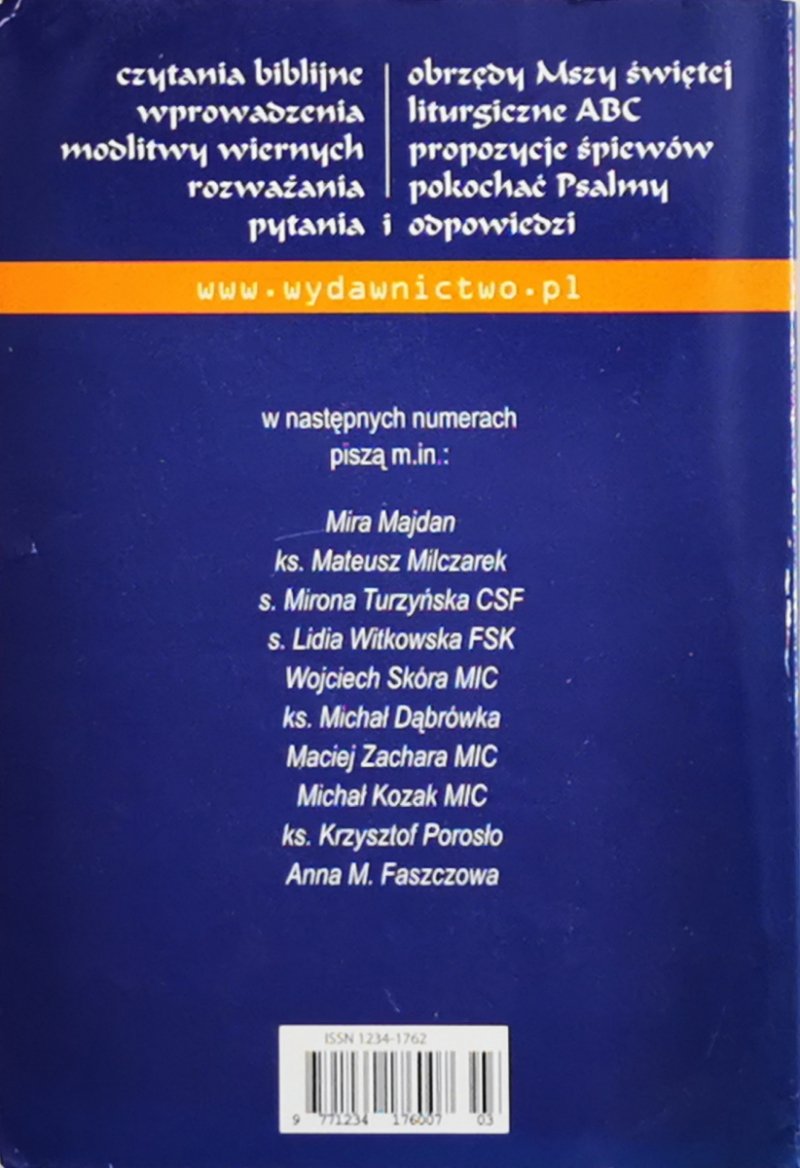 czytania biblijne
wprowadzenia
modlitwy wiernych
rozważania
obrzędy Mszy świętej
liturgiczne ABC
propozycje śpiewów
pokochać Psalmy
pytania i odpowiedzi
www.wydawnictwo.pl
w następnych numerach
piszą m.in.:
Mira Majdan
ks. Mateusz Milczarek
s. Mirona Turzyńska CSF
s. Lidia Witkowska FSK
Wojciech Skóra MIC
ks. Michał Dąbrówka
Maciej Zachara MIC
Michał Kozak MIC
ks. Krzysztof Porosło
Anna M. Faszczowa
ISSN 1234-1762
9 771234 176007 03